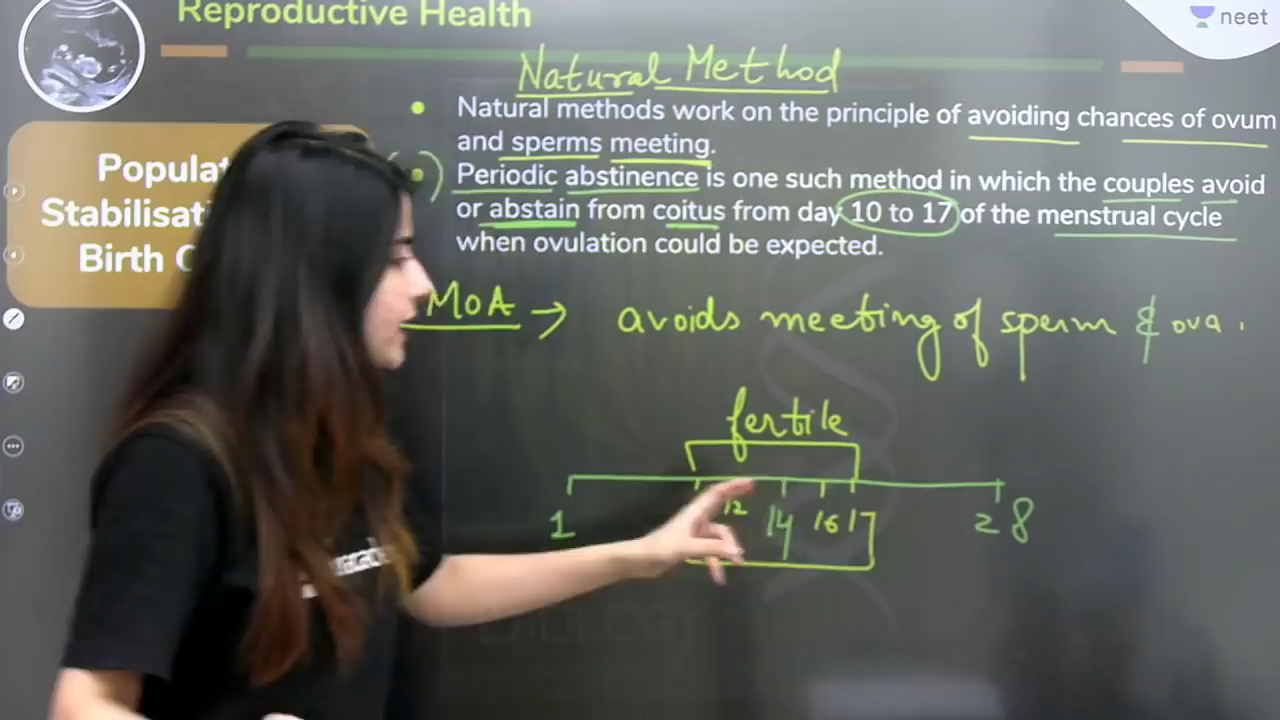 Reproductive Health
neet
Natural Method
Natural methods work on the principle of avoiding chances of ovum
and sperms meeting.
Periodic abstinence is one such method in which the couples avoid
or abstain from coitus from day 10 to 17 of the menstrual cycle
when ovulation could be expected.
Popula
Stabilisat
Birth C
MOA → avoids meeting of sperm & ova.
fertile
1 12 14 16 17 28
BIOLOGY